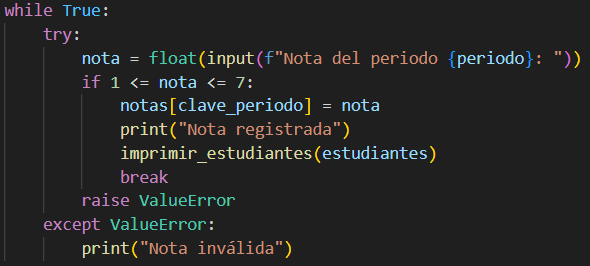 while True:
    try:
        nota = float(input(f"Nota del periodo {periodo}: "))
        if 1 <= nota <= 7:
            notas[clave_periodo] = nota
            print("Nota registrada")
            imprimir_estudiantes(estudiantes)
            break
        raise ValueError
    except ValueError:
        print("Nota inválida")